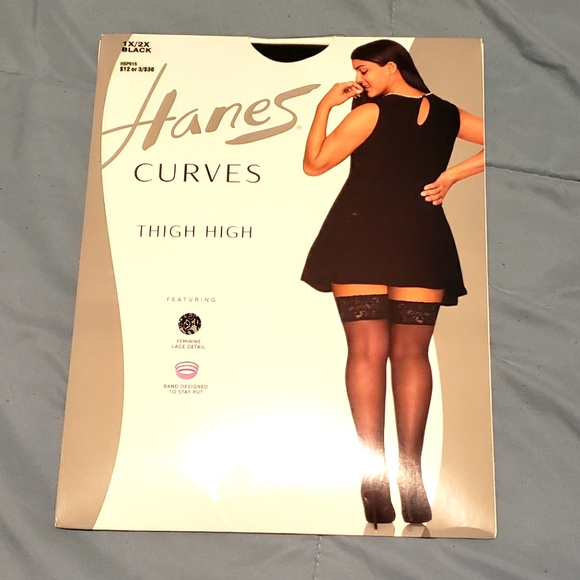 1X/2X
BLACK
HSP015
$12 or 3/$30
Hanes®
CURVES
THIGH HIGH
FEATURING
FEMININE
LACE DETAIL
BAND DESIGNED
TO STAY PUT